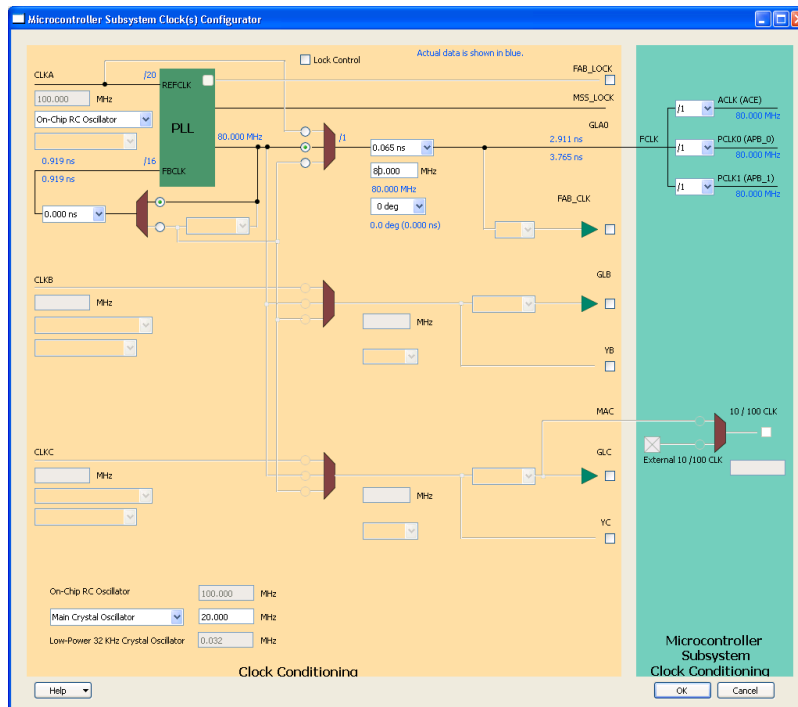 Microcontroller Subsystem Clock(s) Configurator
Actual data is shown in blue.
Lock Control
CLKA
/20
REFCLK
FAB_LOCK
100.000 MHz
MSS_LOCK
ACLK (ACE)
On-Chip RC Oscillator
PLL
80.000 MHz
/1
GLA0
/1
80.000 MHz
0.065 ns
2.911 ns
FCLK
PCLK0 (APB_0)
0.919 ns
/16
3.765 ns
/1
80.000 MHz
0.919 ns
FBCLK
80.000 MHz
80.000 MHz
PCLK1 (APB_1)
/1
80.000 MHz
0.000 ns
0 deg
FAB_CLK
0.0 deg (0.000 ns)
CLKB
GLB
MHz
MHz
YB
MAC
10 / 100 CLK
CLKC
GLC
External 10 /100 CLK
MHz
MHz
YC
On-Chip RC Oscillator
100.000 MHz
Main Crystal Oscillator
20.000 MHz
Low-Power 32 KHz Crystal Oscillator
0.032 MHz
Clock Conditioning
Microcontroller
Subsystem
Clock Conditioning
Help
OK
Cancel